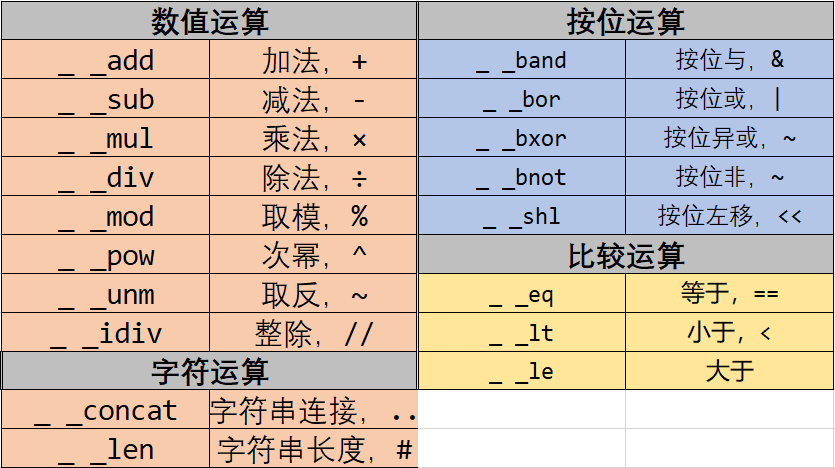 数值运算
_ _add 加法，+
_ _sub 减法，-
_ _mul 乘法，×
_ _div 除法，÷
_ _mod 取模，%
_ _pow 次幂，^
_ _unm 取反，~
_ _idiv 整除，//
字符运算
_ _concat 字符串连接，..
_ _len 字符串长度，#
按位运算
_ _band 按位与，&
_ _bor 按位或，|
_ _bxor 按位异或，~
_ _bnot 按位非，~
_ _shl 按位左移，<<
比较运算
_ _eq 等于，==
_ _lt 小于，<
_ _le 大于